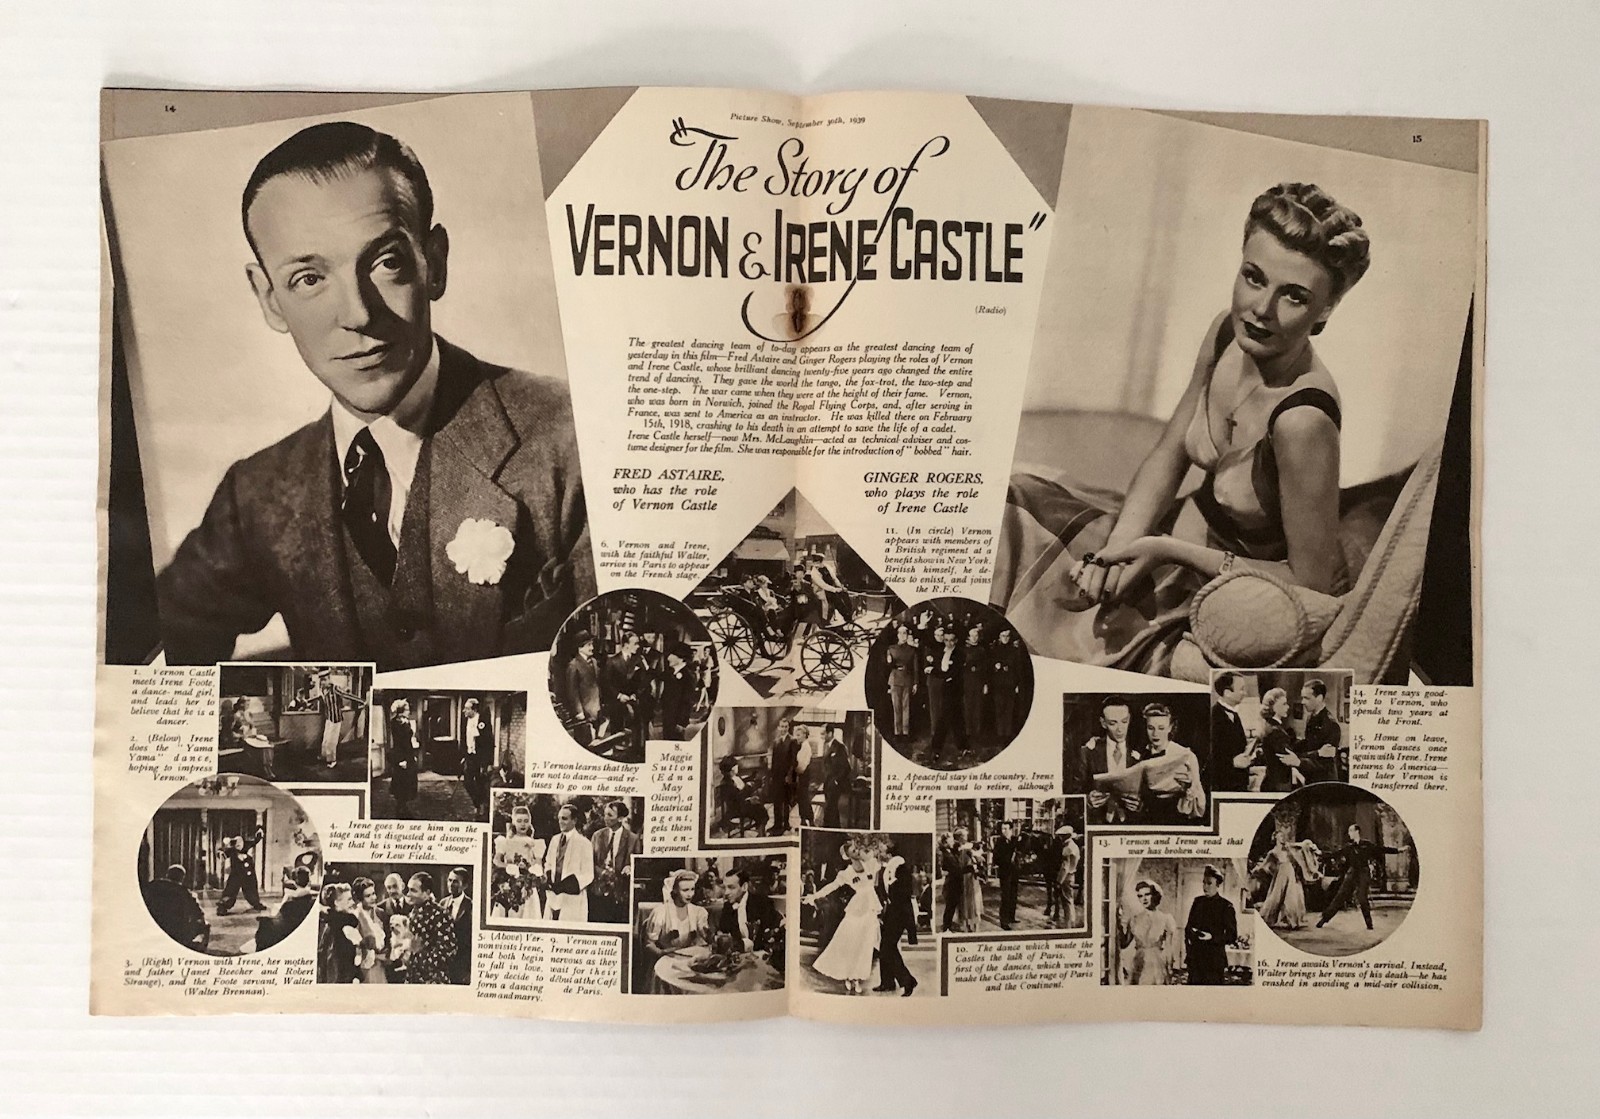 14
Picture Show, September 30th, 1939
15
"The Story of
VERNON & IRENE CASTLE"
(Radio)
The greatest dancing team of to-day appears as the greatest dancing team of
yesterday in this film—Fred Astaire and Ginger Rogers playing the roles of Vernon
and Irene Castle, whose brilliant dancing twenty-five years ago changed the entire
trend of dancing. They gave the world the tango, the fox-trot, the two-step and
the one-step. The war came when they were at the height of their fame. Vernon,
who was born in Norwich, joined the Royal Flying Corps, and, after serving in
France, was sent to America as an instructor. He was killed there on February
15th, 1918, crashing to his death in an attempt to save the life of a cadet.
Irene Castle herself—now Mrs. McLaughlin—acted as technical adviser and cos-
tume designer for the film. She was responsible for the introduction of "bobbed" hair.
FRED ASTAIRE,
who has the role
of Vernon Castle
GINGER ROGERS,
who plays the role
of Irene Castle
1. Vernon Castle
meets Irene Foote,
a dance-mad girl,
and leads her to
believe that he is a
dancer.
2. (Below) Irene
does the "Yama
Yama" dance,
hoping to impress
Vernon.
3. (Right) Vernon with Irene, her mother
and father (Janet Beecher and Robert
Strange), and the Foote servant, Walter
(Walter Brennan).
4. Irene goes to see him on the
stage and is disgusted at discover-
ing that he is merely a "stooge"
for Lew Fields.
5. (Above) Ver-
non visits Irene,
and both begin
to fall in love.
They decide to
form a dancing
team and marry.
6. Vernon and Irene,
with the faithful Walter,
arrive in Paris to appear
on the French stage.
7. Vernon learns that they
are not to dance—and re-
fuses to go on the stage.
8.
Maggie
Sutton
(Edna
May
Oliver), a
theatrical
agent,
gets them
an en-
gagement.
9. Vernon and
Irene are a little
nervous as they
wait for their
début at the Café
de Paris.
10. The dance which made the
Castles the talk of Paris. The
first of the dances, which were to
make the Castles the rage of Paris
and the Continent.
11. (In circle) Vernon
appears with members of
a British regiment at a
benefit show in New York.
British himself, he de-
cides to enlist, and joins
the R.F.C.
12. A peaceful stay in the country. Irene
and Vernon want to retire, although
they are
still young.
13. Vernon and Irene read that
war has broken out.
14. Irene says good-
bye to Vernon, who
spends two years at
the Front.
15. Home on leave,
Vernon dances once
again with Irene. Irene
returns to America—
and later Vernon is
transferred there.
16. Irene awaits Vernon's arrival. Instead,
Walter brings her news of his death—he has
crashed in avoiding a mid-air collision.